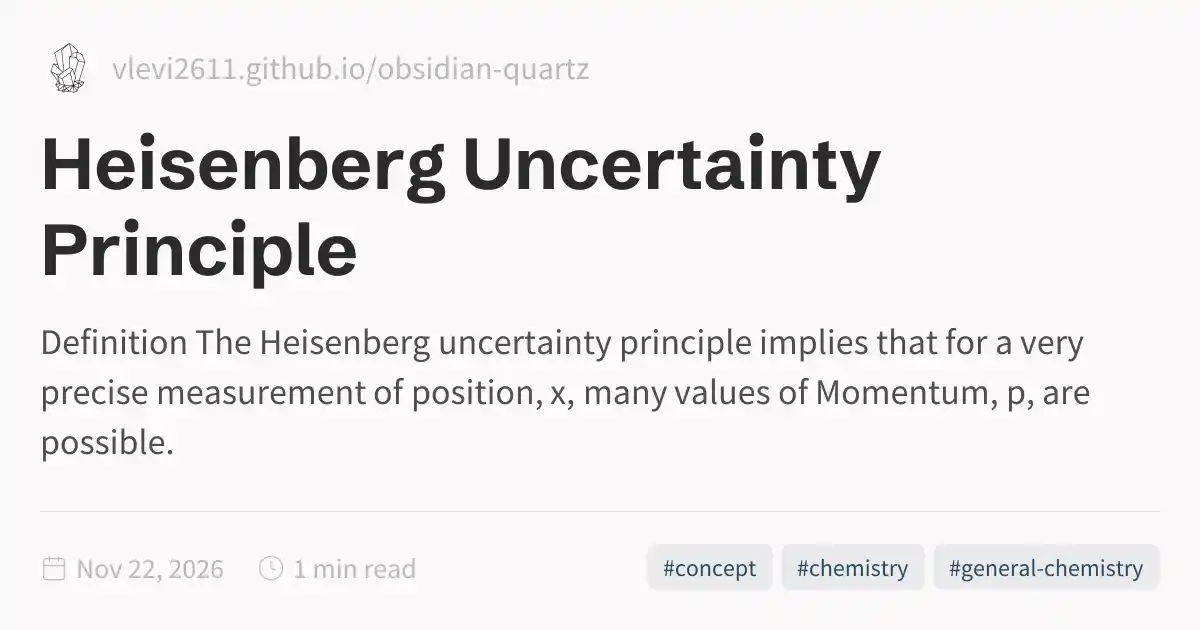 vlevi2611.github.io/obsidian-quartz
Heisenberg Uncertainty
Principle
Definition The Heisenberg uncertainty principle implies that for a very
precise measurement of position, x, many values of Momentum, p, are
possible.
Nov 22, 2026 1 min read #concept #chemistry #general-chemistry